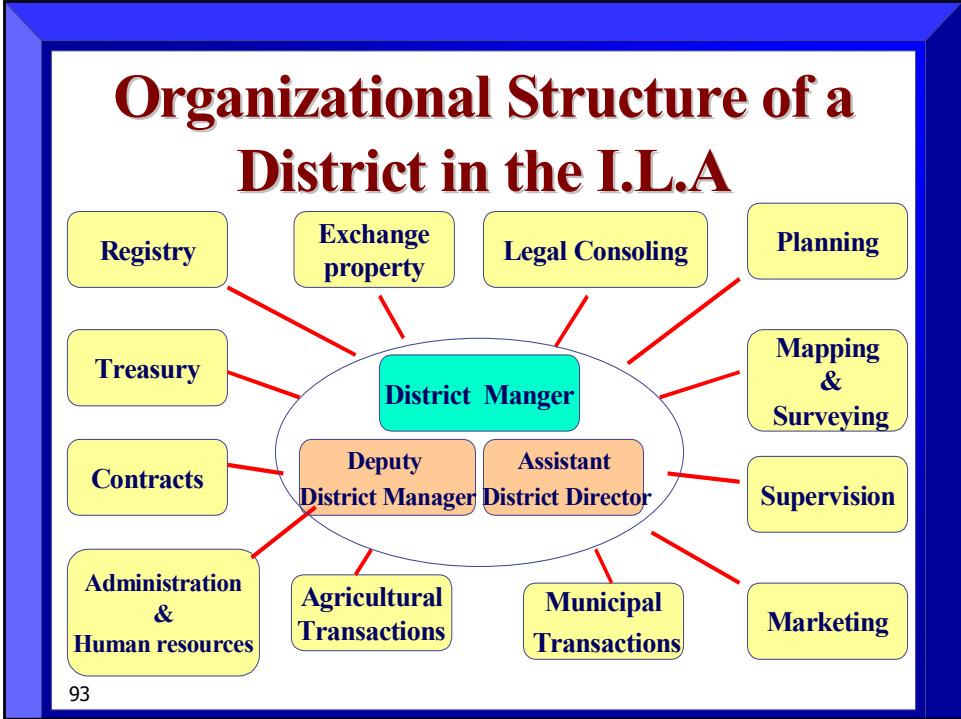 Organizational Structure of a
District in the I.L.A
Registry
Exchange
property
Legal Consoling
Planning
Treasury
Mapping
&
Surveying
District Manger
Contracts
Deputy
District Manager
Assistant
District Director
Supervision
Administration
&
Human resources
Agricultural
Transactions
Municipal
Transactions
Marketing
93